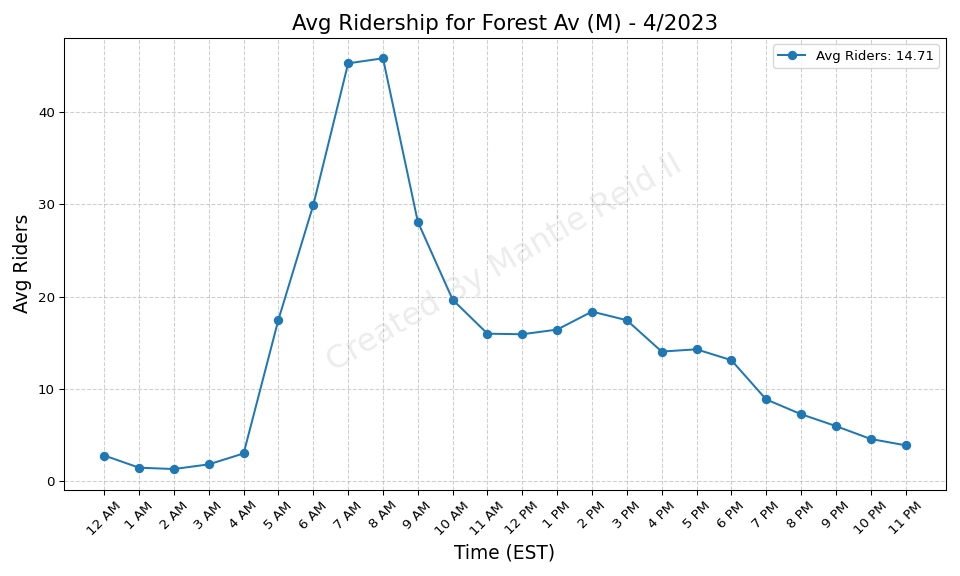 Avg Ridership for Forest Av (M) - 4/2023
Avg Riders: 14.71
Avg Riders
40
30
20
10
0
Created By Mantie Reid II
12 AM
1 AM
2 AM
3 AM
4 AM
5 AM
6 AM
7 AM
8 AM
9 AM
10 AM
11 AM
12 PM
1 PM
2 PM
3 PM
4 PM
5 PM
6 PM
7 PM
8 PM
9 PM
10 PM
11 PM
Time (EST)